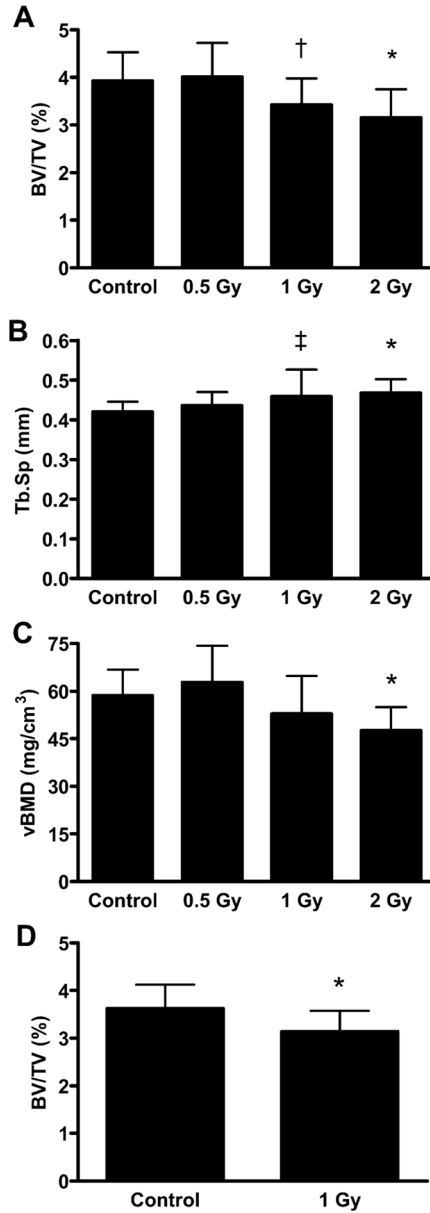 A
BV/TV (%)
5
4
3
2
1
0
†
*
Control 0.5 Gy 1 Gy 2 Gy
B
Tb.Sp (mm)
0.6
0.5
0.4
0.3
0.2
0.1
0.0
‡
*
Control 0.5 Gy 1 Gy 2 Gy
C
vBMD (mg/cm³)
75
60
45
30
15
0
*
Control 0.5 Gy 1 Gy 2 Gy
D
BV/TV (%)
5
4
3
2
1
0
*
Control 1 Gy